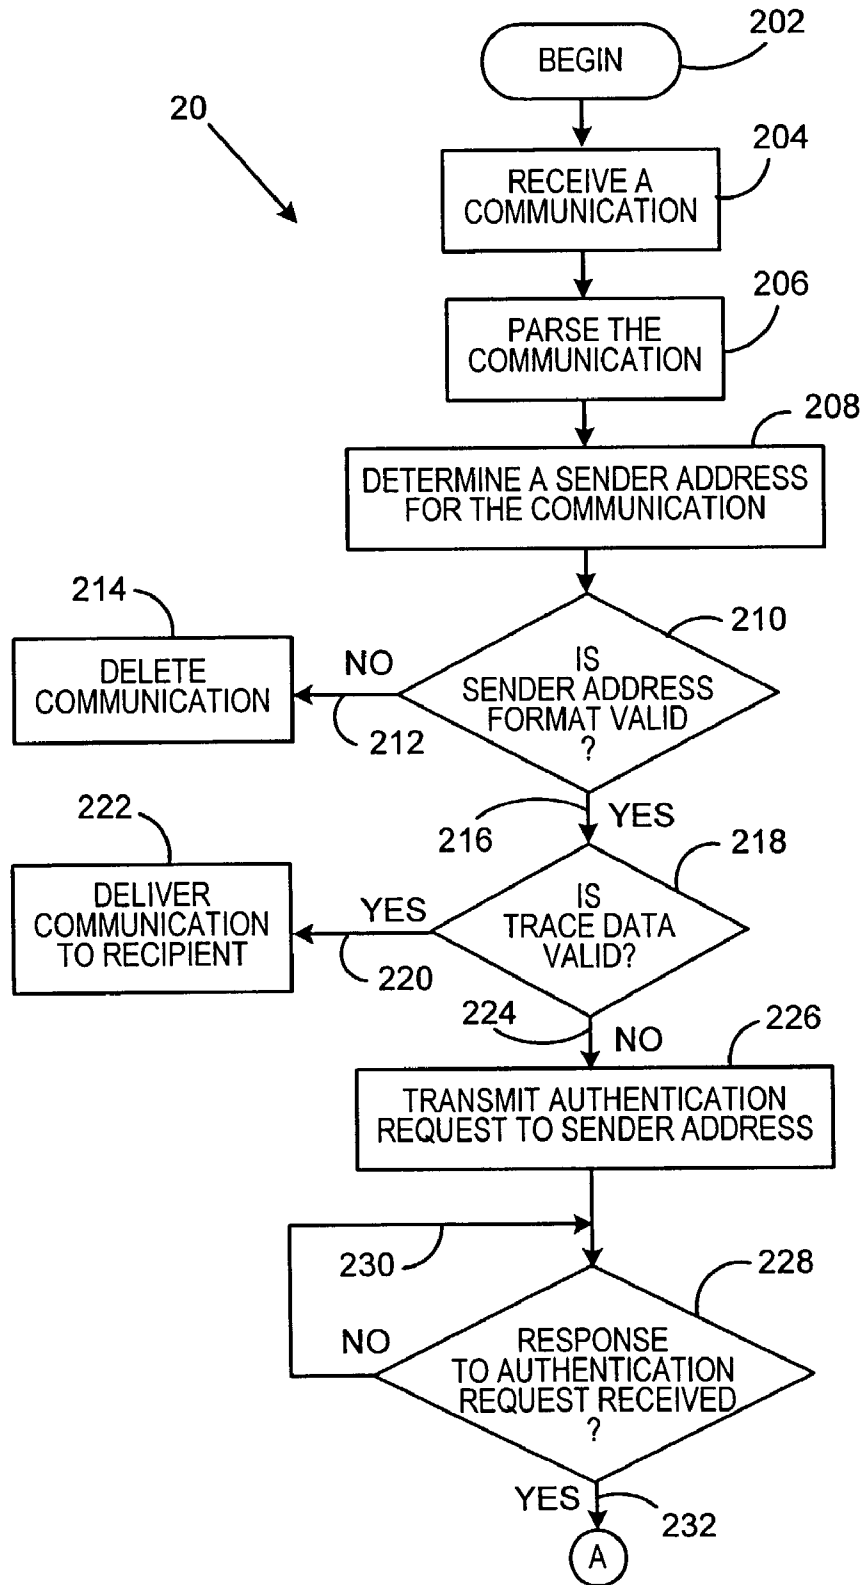 202
BEGIN
20
204
RECEIVE A
COMMUNICATION
206
PARSE THE
COMMUNICATION
208
DETERMINE A SENDER ADDRESS
FOR THE COMMUNICATION
214
210
DELETE
COMMUNICATION
NO
212
IS
SENDER ADDRESS
FORMAT VALID
?
216
YES
222
218
DELIVER
COMMUNICATION
TO RECIPIENT
YES
220
IS
TRACE DATA
VALID?
224
NO
226
TRANSMIT AUTHENTICATION
REQUEST TO SENDER ADDRESS
230
228
NO
RESPONSE
TO AUTHENTICATION
REQUEST RECEIVED
?
YES
232
A